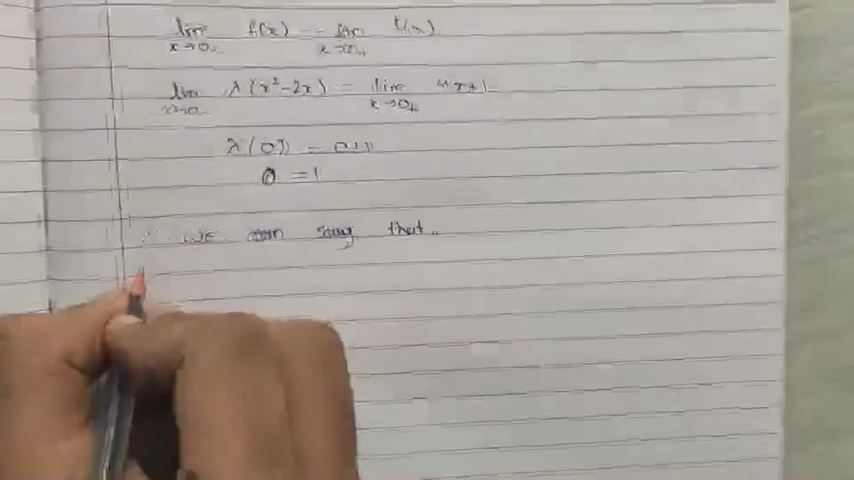 lim f(x) = lim f(x)
x→0₋ x→0₊
lim λ(x²-2x) = lim 4x+1
x→0₋ x→0₊
λ(0) = 0+1
0 = 1
∴ we can say that